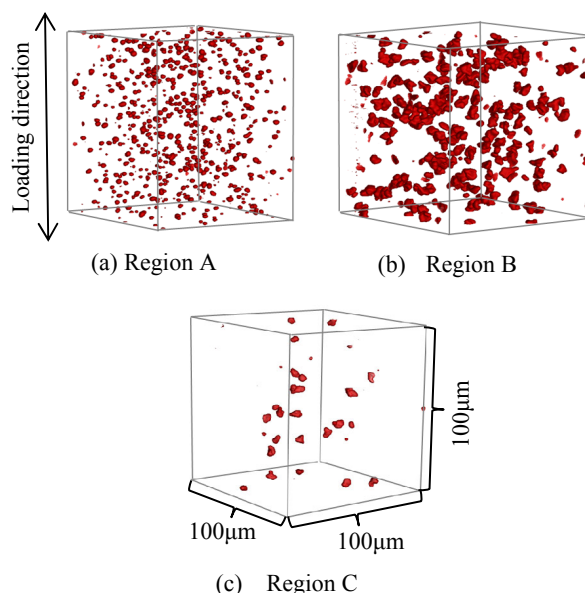 Loading direction
(a) Region A
(b) Region B
100μm
100μm
100μm
(c) Region C